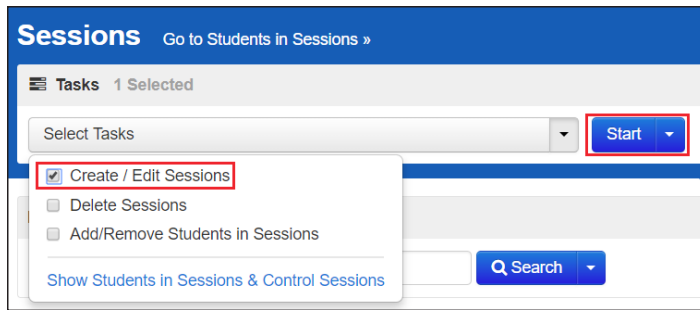 Sessions Go to Students in Sessions »
Tasks 1 Selected
Select Tasks Start
Create / Edit Sessions
Delete Sessions
Add/Remove Students in Sessions
Search
Show Students in Sessions & Control Sessions